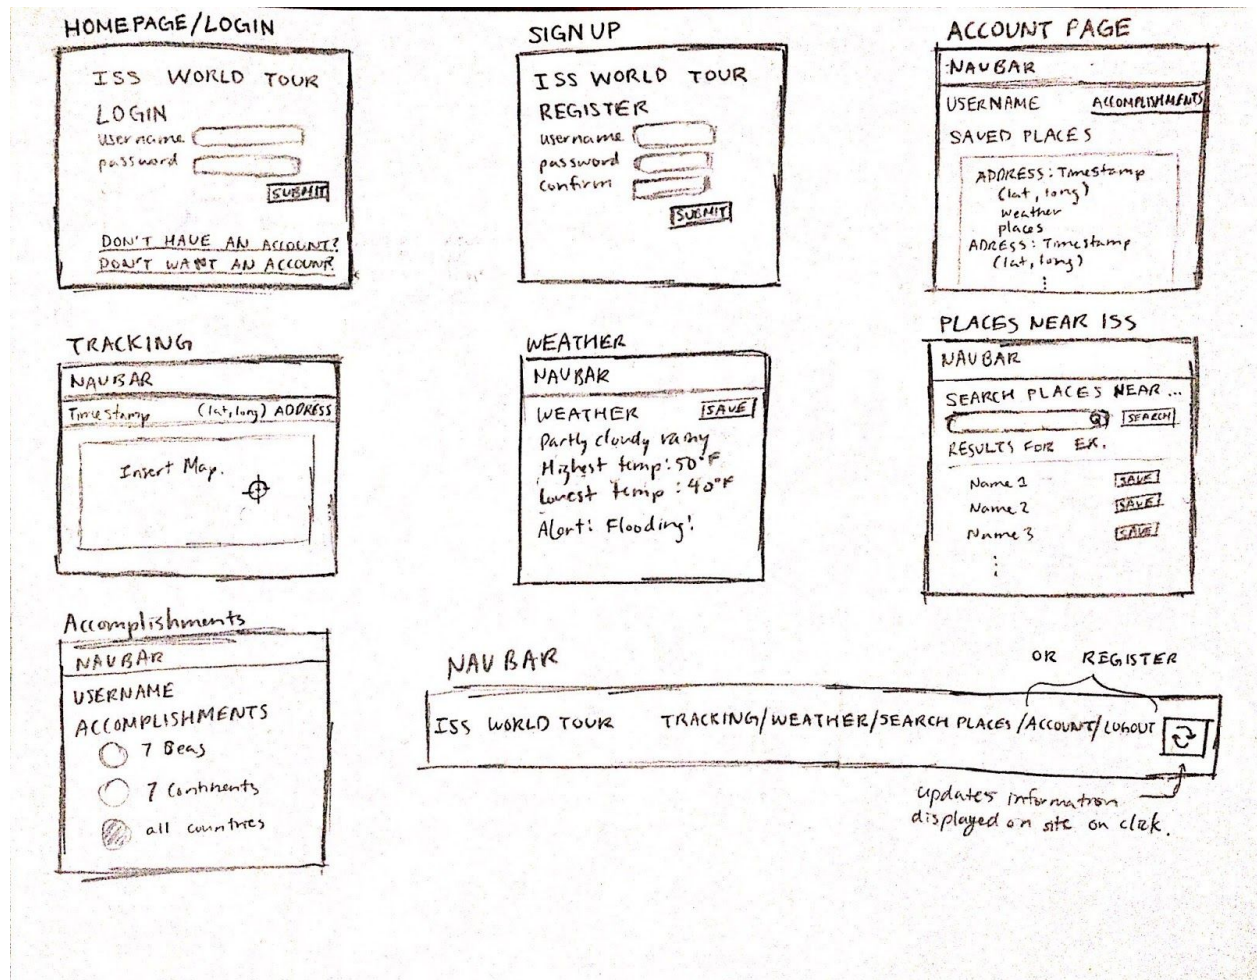 HOMEPAGE/LOGIN
ISS WORLD TOUR
LOGIN
username
password
SUBMIT
DON'T HAVE AN ACCOUNT?
DON'T WANT AN ACCOUNT?
SIGN UP
ISS WORLD TOUR
REGISTER
username
password
confirm
SUBMIT
ACCOUNT PAGE
NAVBAR
USERNAME ACCOMPLISHMENTS
SAVED PLACES
ADDRESS: Timestamp
(lat, long)
weather
places
ADRESS: Timestamp
(lat, long)
TRACKING
NAVBAR
Timestamp (lat, long) ADDRESS
Insert Map.
WEATHER
NAVBAR
WEATHER SAVE
Partly cloudy rainy
Highest temp: 50°F
Lowest temp: 40°F
Alert: Flooding!
PLACES NEAR ISS
NAVBAR
SEARCH PLACES NEAR ...
SEARCH
RESULTS FOR EX.
Name 1 SAVE
Name 2 SAVE
Name 3 SAVE
Accomplishments
NAVBAR
USERNAME
ACCOMPLISHMENTS
7 Seas
7 Continents
all countries
NAV BAR
OR REGISTER
ISS WORLD TOUR TRACKING/WEATHER/SEARCH PLACES/ACCOUNT/LOGOUT
updates information
displayed on site on click.